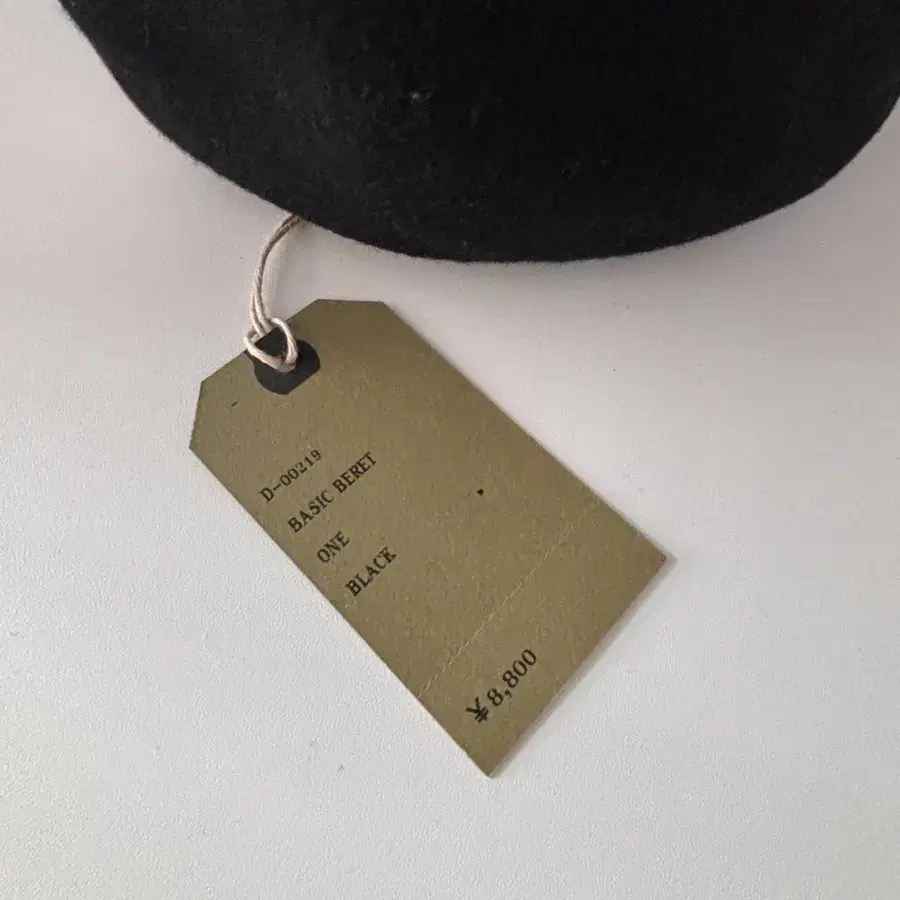 D-00219
BASIC BERET
ONE
BLACK
¥8,800